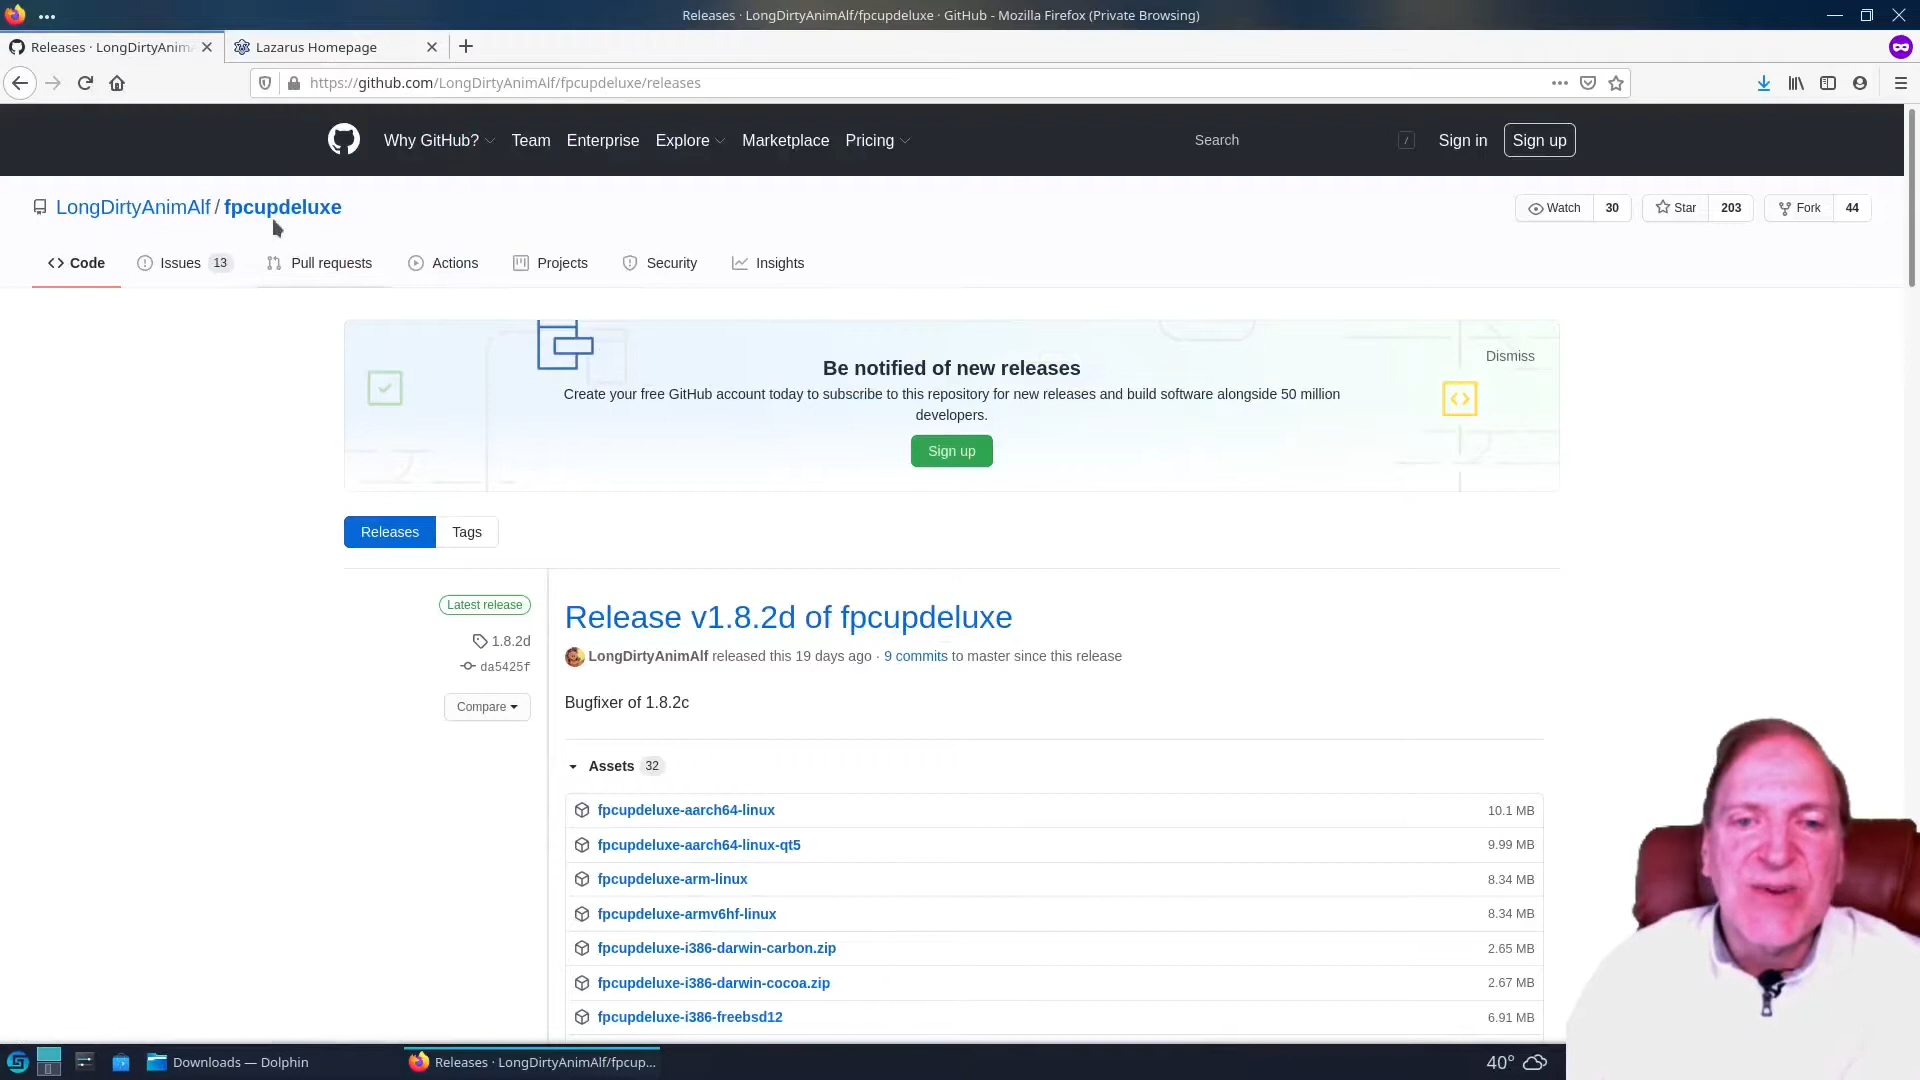 Releases · LongDirtyAnimAlf/fpcupdeluxe · GitHub - Mozilla Firefox (Private Browsing)
Releases · LongDirtyAnim
Lazarus Homepage
https://github.com/LongDirtyAnimAlf/fpcupdeluxe/releases
Why GitHub? Team Enterprise Explore Marketplace Pricing Search / Sign in Sign up
LongDirtyAnimAlf / fpcupdeluxe
Watch 30 Star 203 Fork 44
Code Issues 13 Pull requests Actions Projects Security Insights
Be notified of new releases
Dismiss
Create your free GitHub account today to subscribe to this repository for new releases and build software alongside 50 million
developers.
Sign up
Releases Tags
Latest release
1.8.2d
da5425f
Compare
Release v1.8.2d of fpcupdeluxe
LongDirtyAnimAlf released this 19 days ago · 9 commits to master since this release
Bugfixer of 1.8.2c
Assets 32
fpcupdeluxe-aarch64-linux 10.1 MB
fpcupdeluxe-aarch64-linux-qt5 9.99 MB
fpcupdeluxe-arm-linux 8.34 MB
fpcupdeluxe-armv6hf-linux 8.34 MB
fpcupdeluxe-i386-darwin-carbon.zip 2.65 MB
fpcupdeluxe-i386-darwin-cocoa.zip 2.67 MB
fpcupdeluxe-i386-freebsd12 6.91 MB
Downloads — Dolphin
Releases · LongDirtyAnimAlf/fpcup...
40°